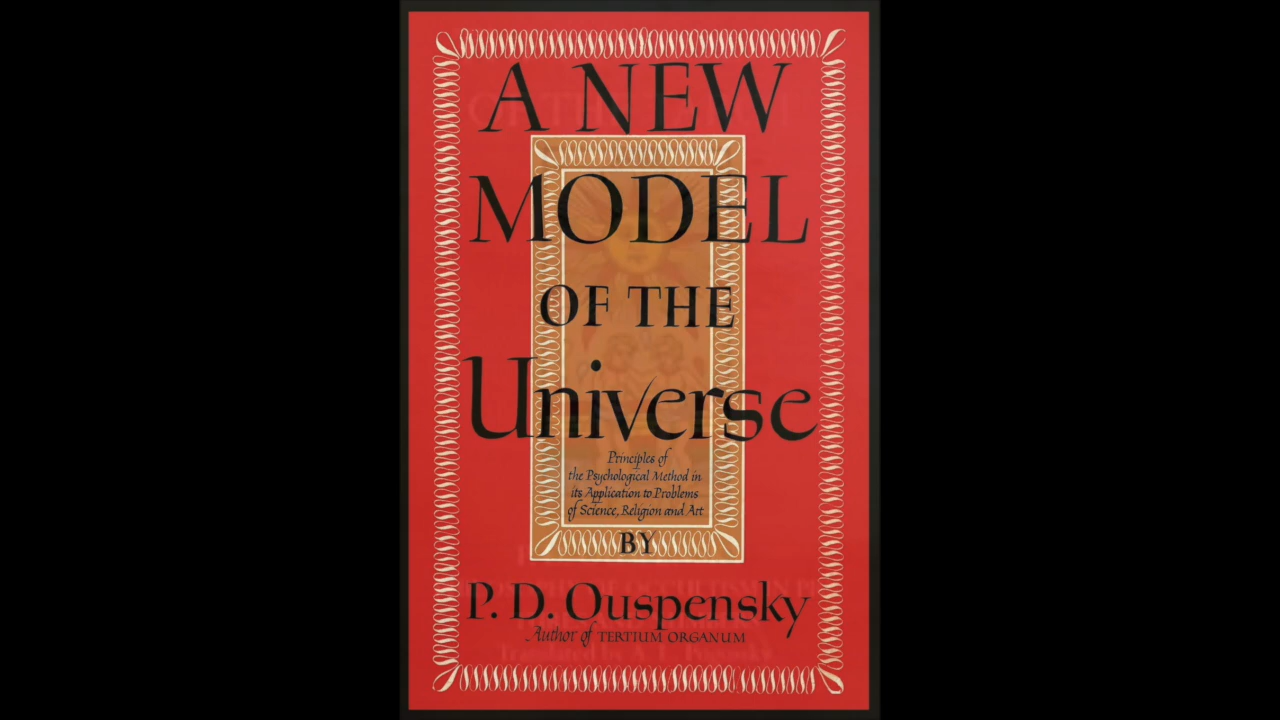 A NEW
MODEL
OF THE
Universe
Principles of
the Psychological Method in
its Application to Problems
of Science, Religion and Art
BY
P. D. Ouspensky
Author of TERTIUM ORGANUM